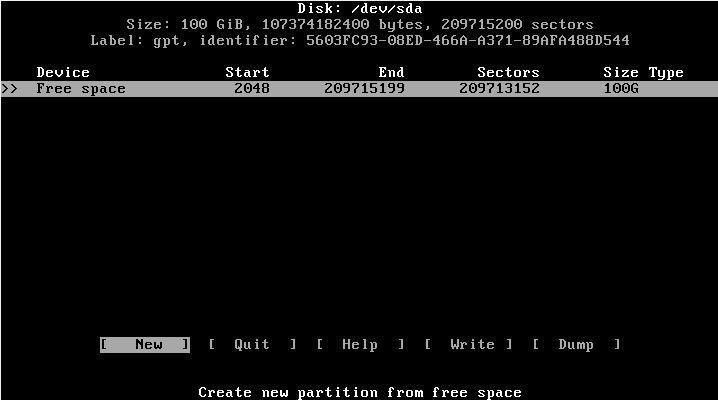 Disk: /dev/sda
Size: 100 GiB, 107374182400 bytes, 209715200 sectors
Label: gpt, identifier: 5603FC93-08ED-466A-A371-89AFA488D544
Device Start End Sectors Size Type
>> Free space 2048 209715199 209713152 100G
[ New ] [ Quit ] [ Help ] [ Write ] [ Dump ]
Create new partition from free space